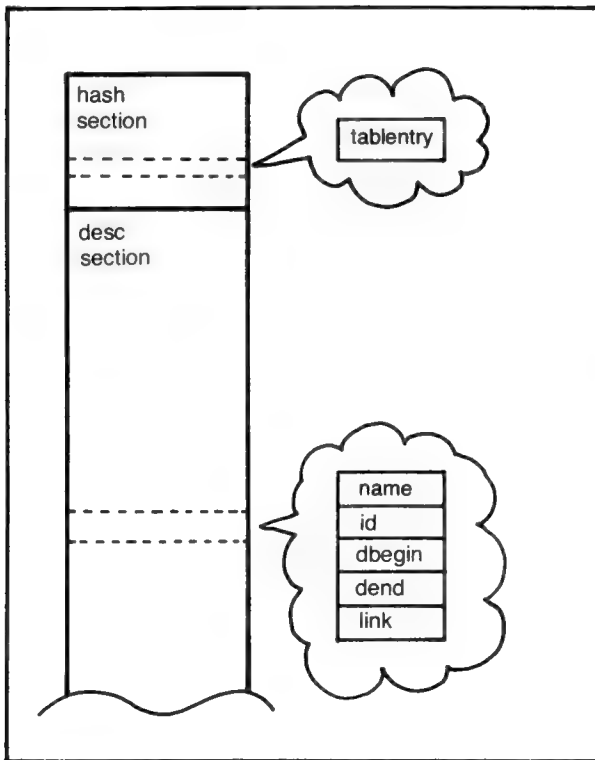 hash
section
tablentry
desc
section
name
id
dbegin
dend
link